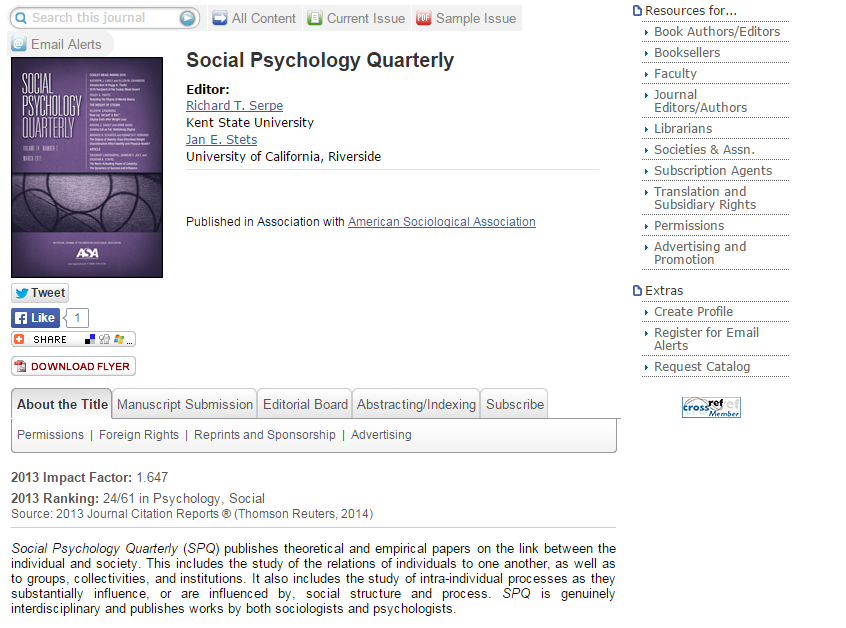 Search this journal
All Content
Current Issue
PDF
Sample Issue
@ Email Alerts
SOCIAL
PSYCHOLOGY
QUARTERLY
MARCH 2011
ASA
Social Psychology Quarterly
Editor:
Richard T. Serpe
Kent State University
Jan E. Stets
University of California, Riverside
Published in Association with American Sociological Association
Tweet
Like 1
SHARE ...
DOWNLOAD FLYER
About the Title
Manuscript Submission
Editorial Board
Abstracting/Indexing
Subscribe
Permissions | Foreign Rights | Reprints and Sponsorship | Advertising
2013 Impact Factor: 1.647
2013 Ranking: 24/61 in Psychology, Social
Source: 2013 Journal Citation Reports ® (Thomson Reuters, 2014)
Social Psychology Quarterly (SPQ) publishes theoretical and empirical papers on the link between the
individual and society. This includes the study of the relations of individuals to one another, as well as
to groups, collectivities, and institutions. It also includes the study of intra-individual processes as they
substantially influence, or are influenced by, social structure and process. SPQ is genuinely
interdisciplinary and publishes works by both sociologists and psychologists.
Resources for...
Book Authors/Editors
Booksellers
Faculty
Journal
Editors/Authors
Librarians
Societies & Assn.
Subscription Agents
Translation and
Subsidiary Rights
Permissions
Advertising and
Promotion
Extras
Create Profile
Register for Email
Alerts
Request Catalog
crossref
Member